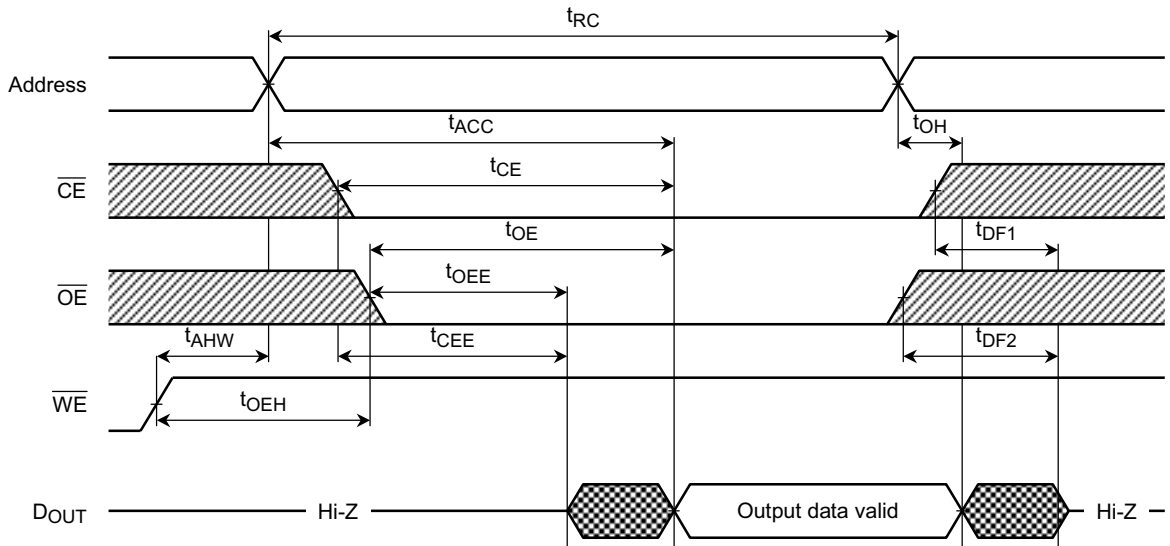 tRC
Address
tACC
tOH
CE
tCE
tOE
tDF1
OE
tOEE
tAHW
tCEE
tDF2
WE
tOEH
DOUT
Hi-Z
Output data valid
Hi-Z